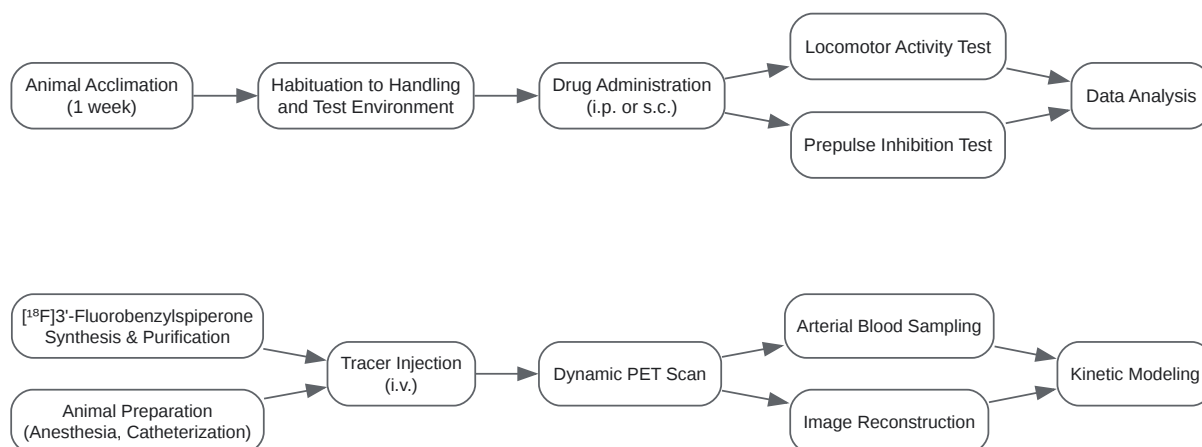 Animal Acclimation
(1 week)
Habituation to Handling
and Test Environment
Drug Administration
(i.p. or s.c.)
Locomotor Activity Test
Prepulse Inhibition Test
Data Analysis
[¹⁸F]3'-Fluorobenzylspiperone
Synthesis & Purification
Animal Preparation
(Anesthesia, Catheterization)
Tracer Injection
(i.v.)
Dynamic PET Scan
Arterial Blood Sampling
Image Reconstruction
Kinetic Modeling